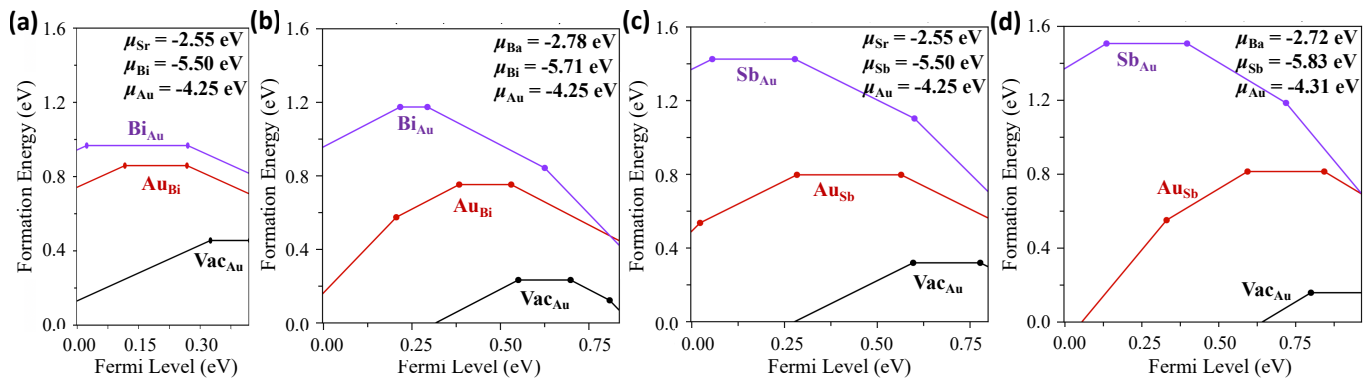 (a)
μSr = -2.55 eV
μBi = -5.50 eV
μAu = -4.25 eV
BiAu
AuBi
VacAu
Formation Energy (eV)
1.6
1.2
0.8
0.4
0.0
0.00 0.30
Fermi Level (eV)
(b)
μBa = -2.78 eV
μBi = -5.71 eV
μAu = -4.25 eV
BiAu
AuBi
VacAu
Formation Energy (eV)
1.6
1.2
0.8
0.4
0.0
0.00 0.25 0.50 0.75
Fermi Level (eV)
(c)
μSr = -2.55 eV
μSb = -5.50 eV
μAu = -4.25 eV
SbAu
AuSb
VacAu
Formation Energy (eV)
1.6
1.2
0.8
0.4
0.0
0.00 0.25 0.50 0.75
Fermi Level (eV)
(d)
μBa = -2.72 eV
μSb = -5.83 eV
μAu = -4.31 eV
SbAu
AuSb
VacAu
Formation Energy (eV)
1.6
1.2
0.8
0.4
0.0
0.00 0.25 0.50 0.75
Fermi Level (eV)